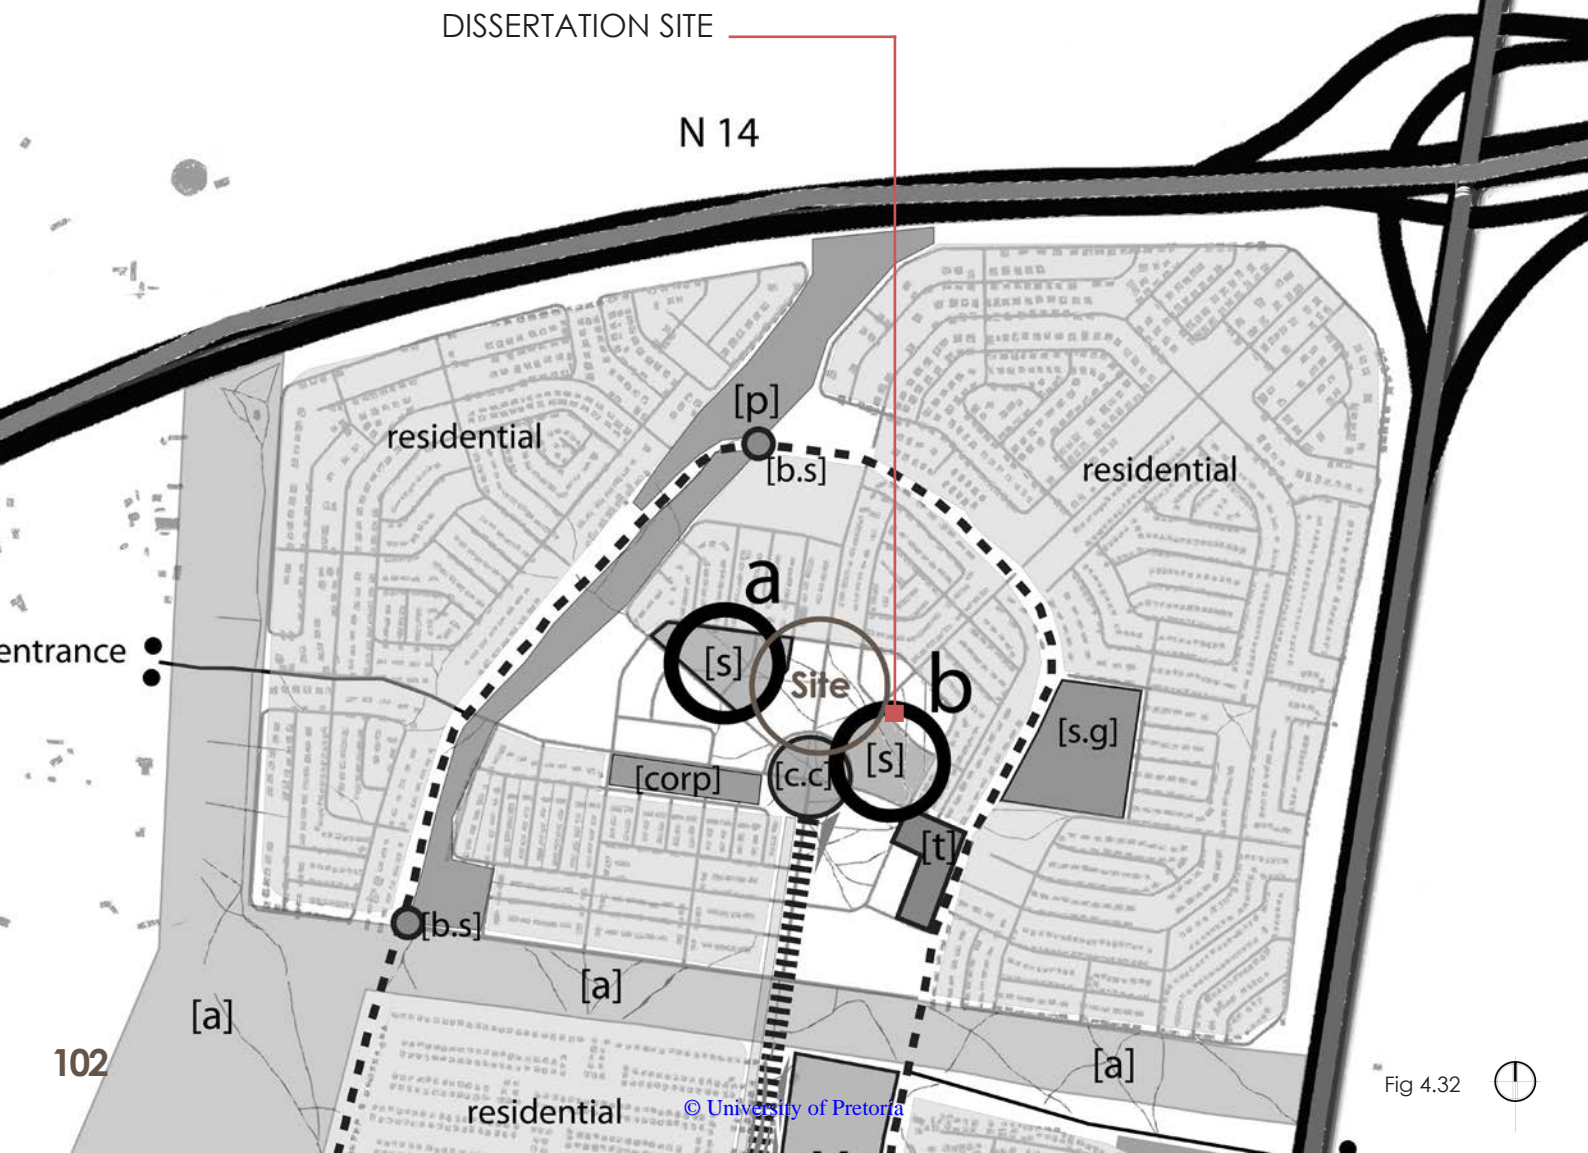 DISSERTATION SITE
N 14
[p]
residential
[b.s]
residential
a
entrance
[s]
Site
b
[s.g]
[corp]
[c.c]
[s]
[t]
[b.s]
[a]
[a]
[a]
102
residential
© University of Pretoria
Fig 4.32